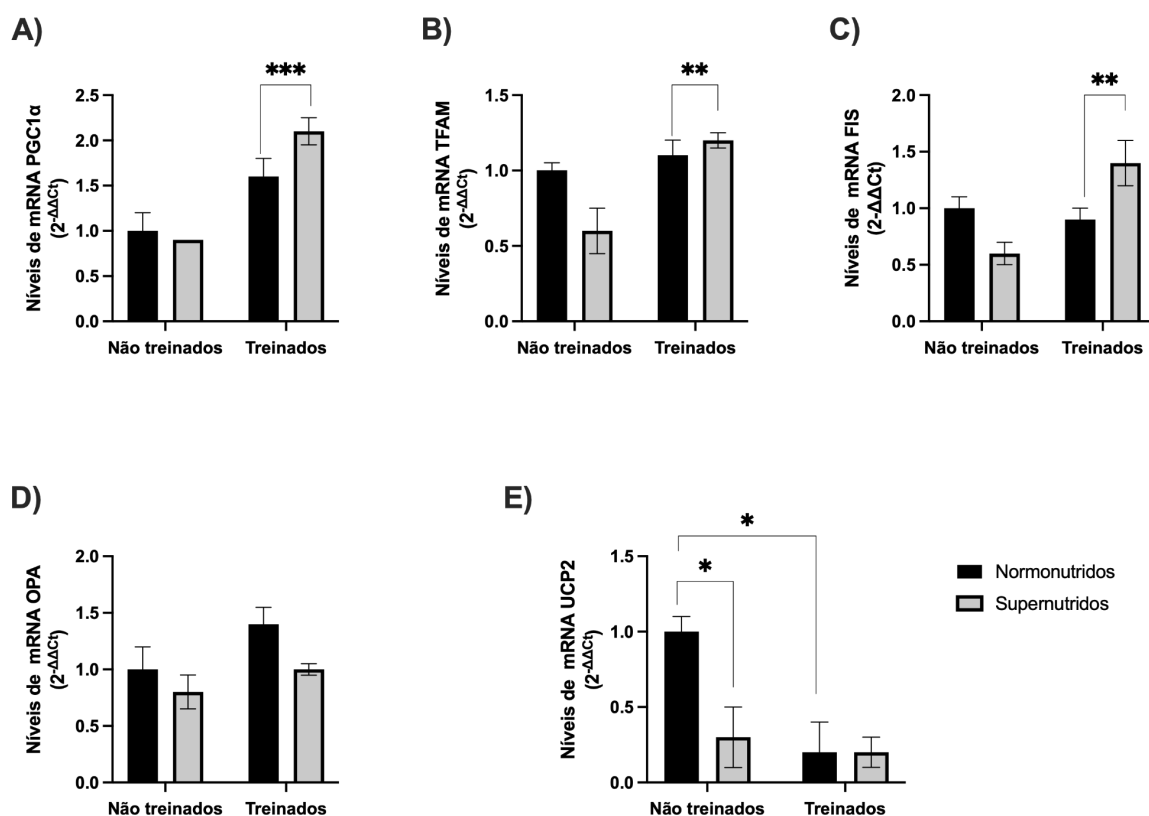 A)
Níveis de mRNA PGC1α
(2-ΔΔCt)
2.5
2.0
1.5
1.0
0.5
0.0
***
Não treinados
Treinados
B)
Níveis de mRNA TFAM
(2-ΔΔCt)
1.5
1.0
0.5
0.0
**
Não treinados
Treinados
C)
Níveis de mRNA FIS
(2-ΔΔCt)
2.0
1.5
1.0
0.5
0.0
**
Não treinados
Treinados
D)
Níveis de mRNA OPA
(2-ΔΔCt)
2.0
1.5
1.0
0.5
0.0
Não treinados
Treinados
E)
Níveis de mRNA UCP2
(2-ΔΔCt)
1.5
1.0
0.5
0.0
*
*
Não treinados
Treinados
Normonutridos
Supernutridos